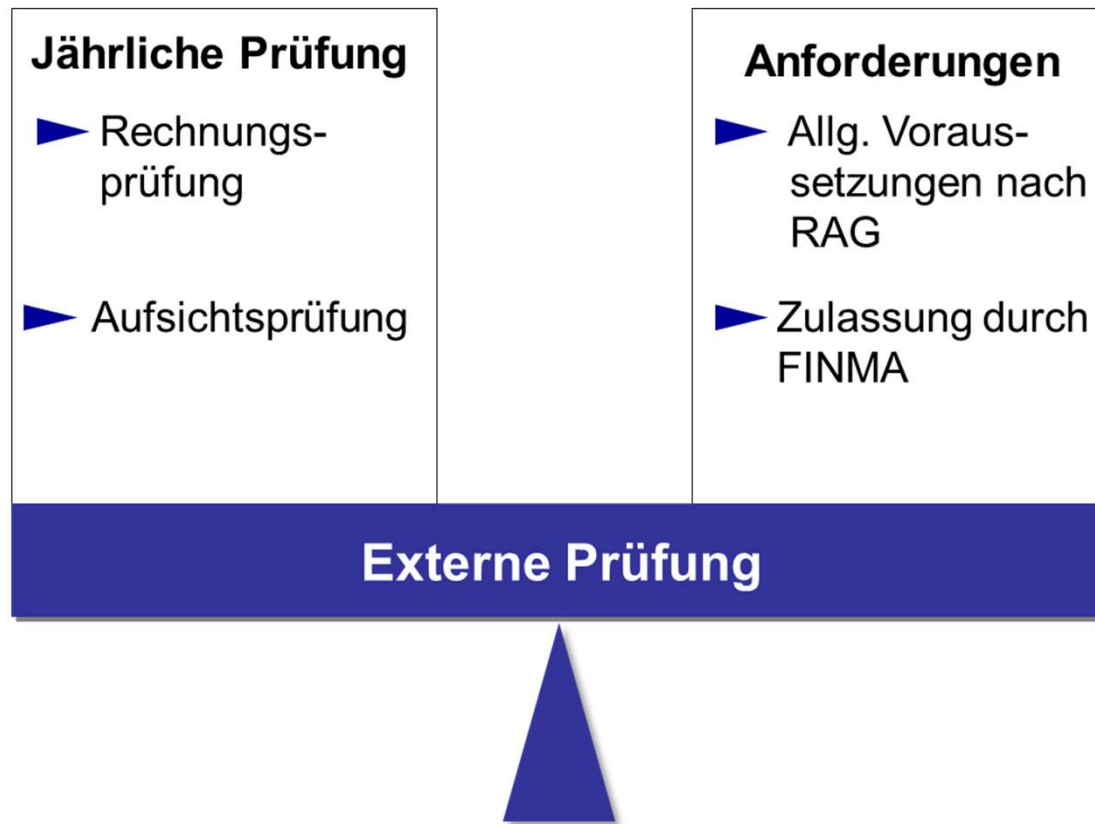 Jährliche Prüfung
Rechnungs-
prüfung
Aufsichtsprüfung
Anforderungen
Allg. Voraus-
setzungen nach
RAG
Zulassung durch
FINMA
Externe Prüfung